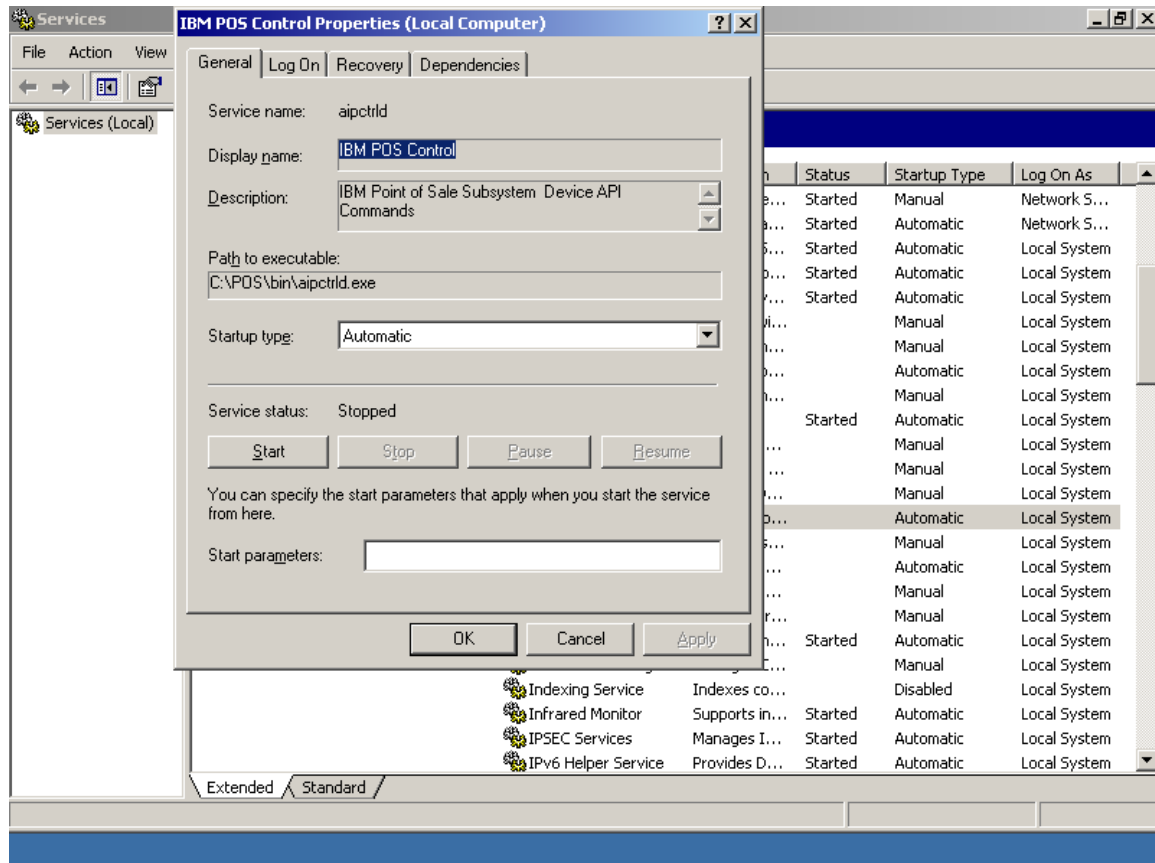 Services
File Action View
Services (Local)
IBM POS Control Properties (Local Computer)
General Log On Recovery Dependencies
Service name: aipctrld
Display name: IBM POS Control
Description: IBM Point of Sale Subsystem Device API
Commands
Path to executable:
C:\POS\bin\aipctrld.exe
Startup type: Automatic
Service status: Stopped
Start Stop Pause Resume
You can specify the start parameters that apply when you start the service
from here.
Start parameters:
OK Cancel Apply
Status Startup Type Log On As
Started Manual Network S...
Started Automatic Network S...
Started Automatic Local System
Started Automatic Local System
Started Automatic Local System
Manual Local System
Manual Local System
Automatic Local System
Manual Local System
Started Automatic Local System
Manual Local System
Manual Local System
Manual Local System
Automatic Local System
Manual Local System
Automatic Local System
Manual Local System
Manual Local System
Started Automatic Local System
Manual Local System
Indexing Service Indexes co... Disabled Local System
Infrared Monitor Supports in... Started Automatic Local System
IPSEC Services Manages I... Started Automatic Local System
IPv6 Helper Service Provides D... Started Automatic Local System
Extended Standard